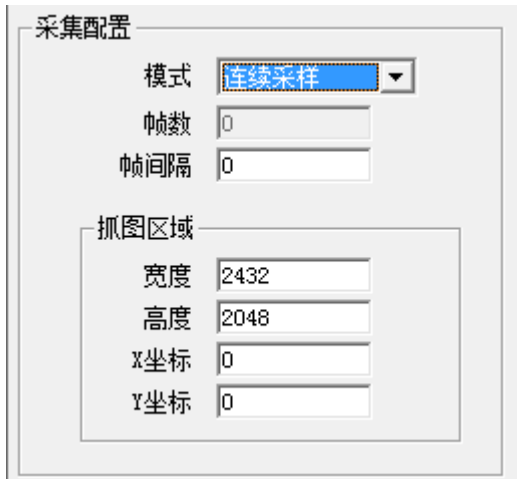 采集配置
模式 连续采样
帧数 0
帧间隔 0
抓图区域
宽度 2432
高度 2048
X坐标 0
Y坐标 0